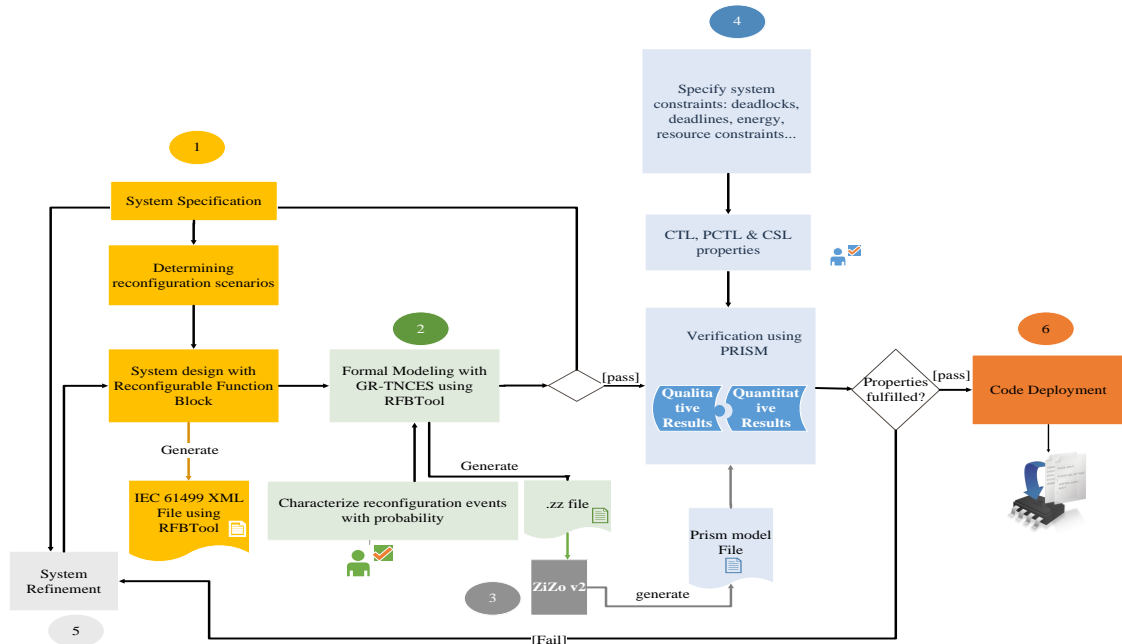 4
Specify system
constraints: deadlocks,
deadlines, energy,
resource constraints...
1
System Specification
CTL, PCTL & CSL
properties
Determining
reconfiguration scenarios
2
6
Verification using
PRISM
System design with
Reconfigurable Function
Block
Formal Modeling with
GR-TNCES using
RFBTool
[pass]
Properties
fulfilled?
[pass]
Code Deployment
Qualita
tive
Results
Quantitat
ive Results
Generate
Generate
IEC 61499 XML
File using
RFBTool
Characterize reconfiguration events
with probability
.zz file
Prism model
File
System
Refinement
3
ZiZo v2
generate
5
[Fail]